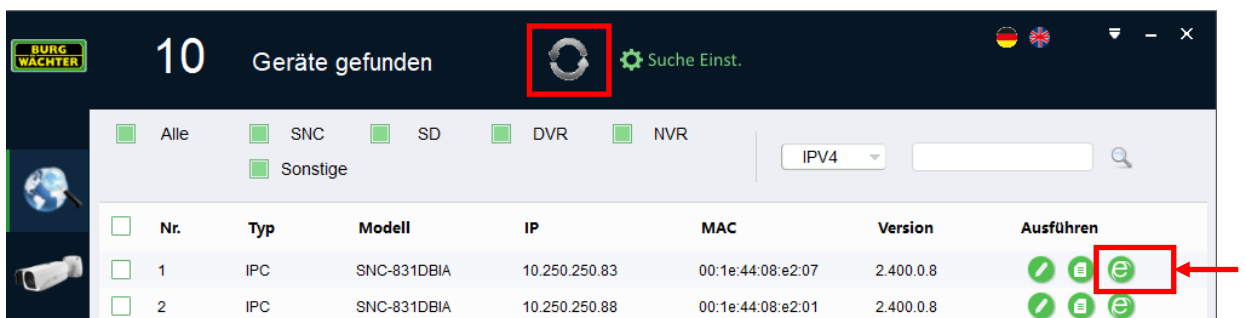 BURG
WÄCHTER
10 Geräte gefunden
Suche Einst.
Alle SNC SD DVR NVR
Sonstige
IPV4
Nr. Typ Modell IP MAC Version Ausführen
1 IPC SNC-831DBIA 10.250.250.83 00:1e:44:08:e2:07 2.400.0.8
2 IPC SNC-831DBIA 10.250.250.88 00:1e:44:08:e2:01 2.400.0.8